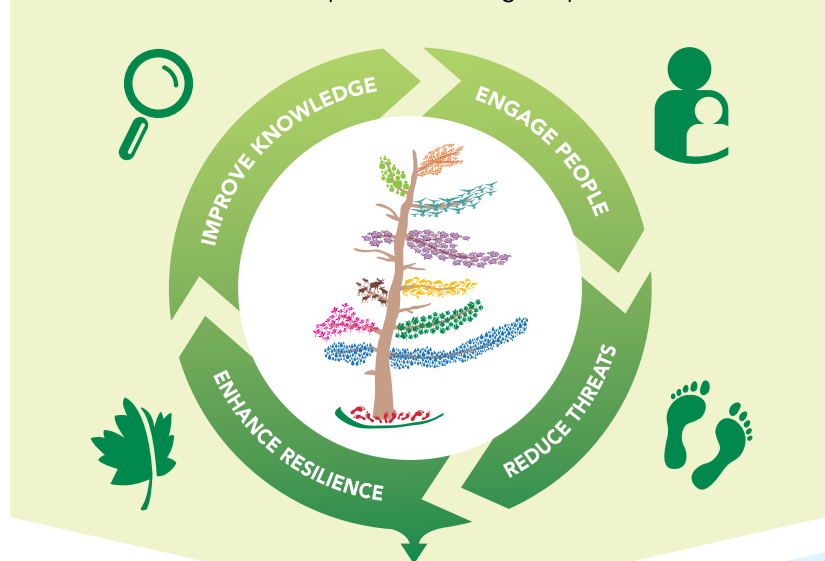 IMPROVE KNOWLEDGE
ENGAGE PEOPLE
REDUCE THREATS
ENHANCE RESILIENCE